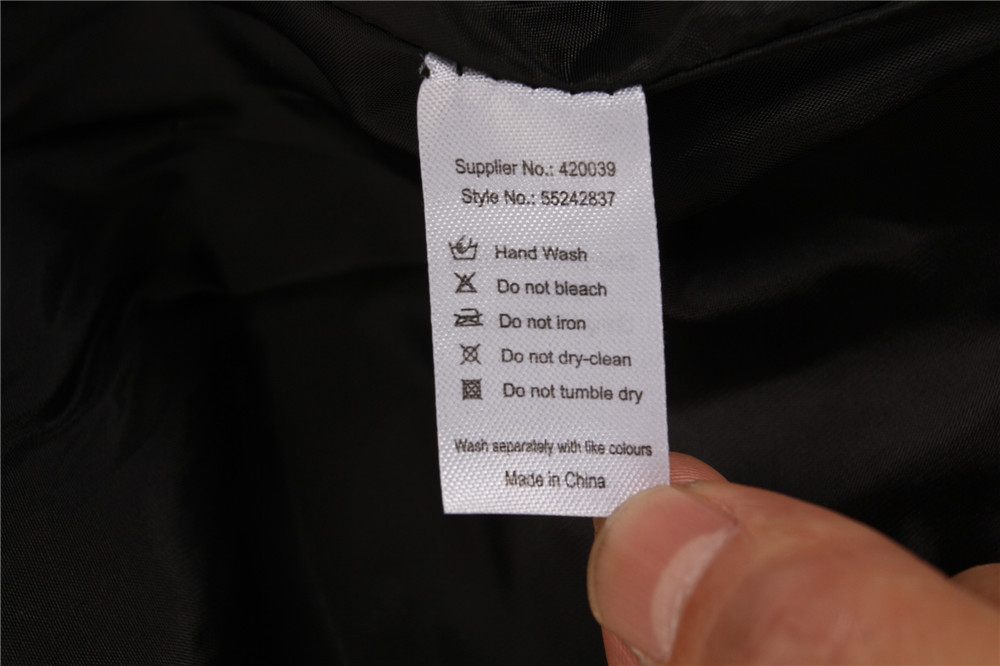 Supplier No.: 420039
Style No.: 55242837
Hand Wash
Do not bleach
Do not iron
Do not dry-clean
Do not tumble dry
Wash separately with like colours
Made in China